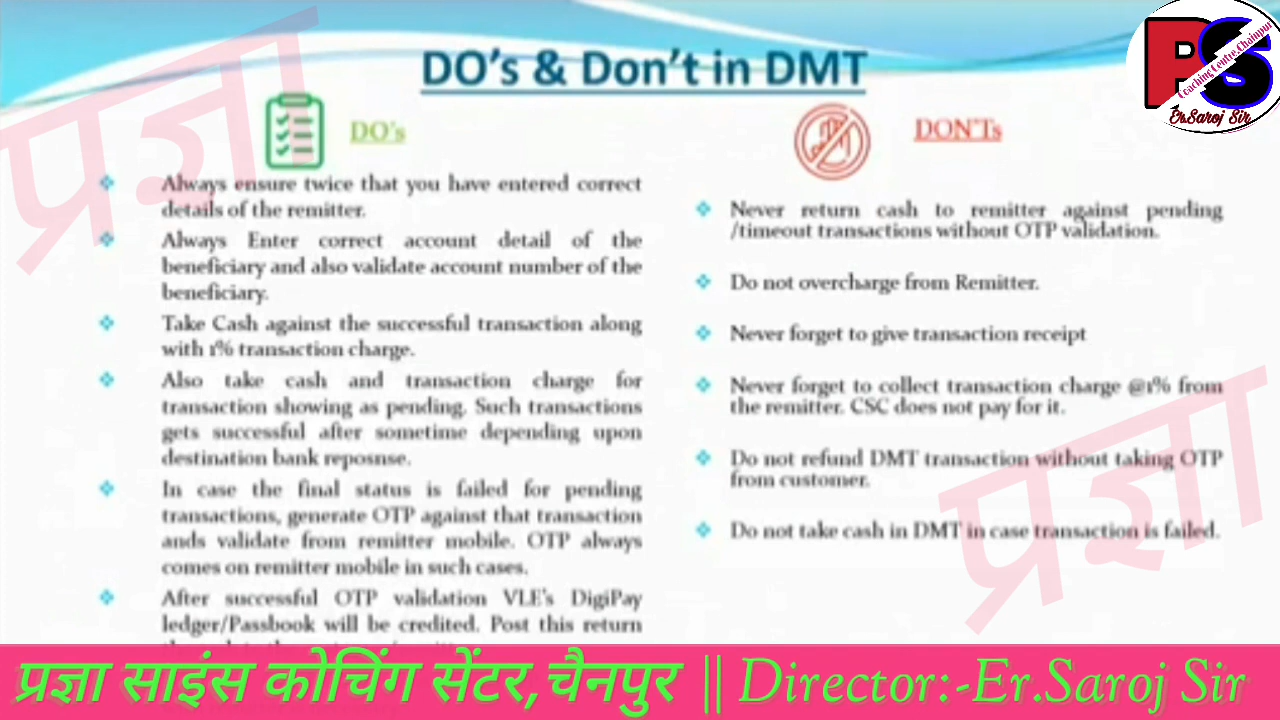 DO's & Don't in DMT
PS
Coaching Centre, Chainpur
Er.Saroj Sir
DO's
Always ensure twice that you have entered correct
details of the remitter.
Always Enter correct account detail of the
beneficiary and also validate account number of the
beneficiary.
Take Cash against the successful transaction along
with 1% transaction charge.
Also take cash and transaction charge for
transaction showing as pending. Such transactions
gets successful after sometime depending upon
destination bank reposnse.
In case the final status is failed for pending
transactions, generate OTP against that transaction
ands validate from remitter mobile. OTP always
comes on remitter mobile in such cases.
After successful OTP validation VLE's DigiPay
ledger/Passbook will be credited. Post this return
DON'Ts
Never return cash to remitter against pending
/timeout transactions without OTP validation.
Do not overcharge from Remitter.
Never forget to give transaction receipt
Never forget to collect transaction charge @1% from
the remitter. CSC does not pay for it.
Do not refund DMT transaction without taking OTP
from customer.
Do not take cash in DMT in case transaction is failed.
प्रज्ञा
प्रज्ञा
प्रज्ञा साइंस कोचिंग सेंटर,चैनपुर || Director:-Er.Saroj Sir